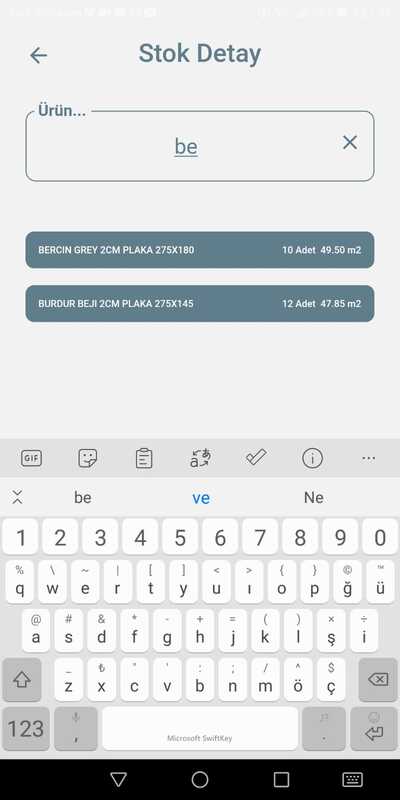 Stok Detay
Ürün...
be
BERCIN GREY 2CM PLAKA 275X180 10 Adet 49.50 m2
BURDUR BEJI 2CM PLAKA 275X145 12 Adet 47.85 m2
GIF
be ve Ne
1 2 3 4 5 6 7 8 9 0
% \ ~ | [ ] < > { } © ™
q w e r t y u ı o p ğ ü
@ # & * - + = ( ) × ÷
a s d f g h j k l ş i
_ ₺ " ' : ; / ^ $
z x c v b n m ö ç
123 , .
Microsoft SwiftKey